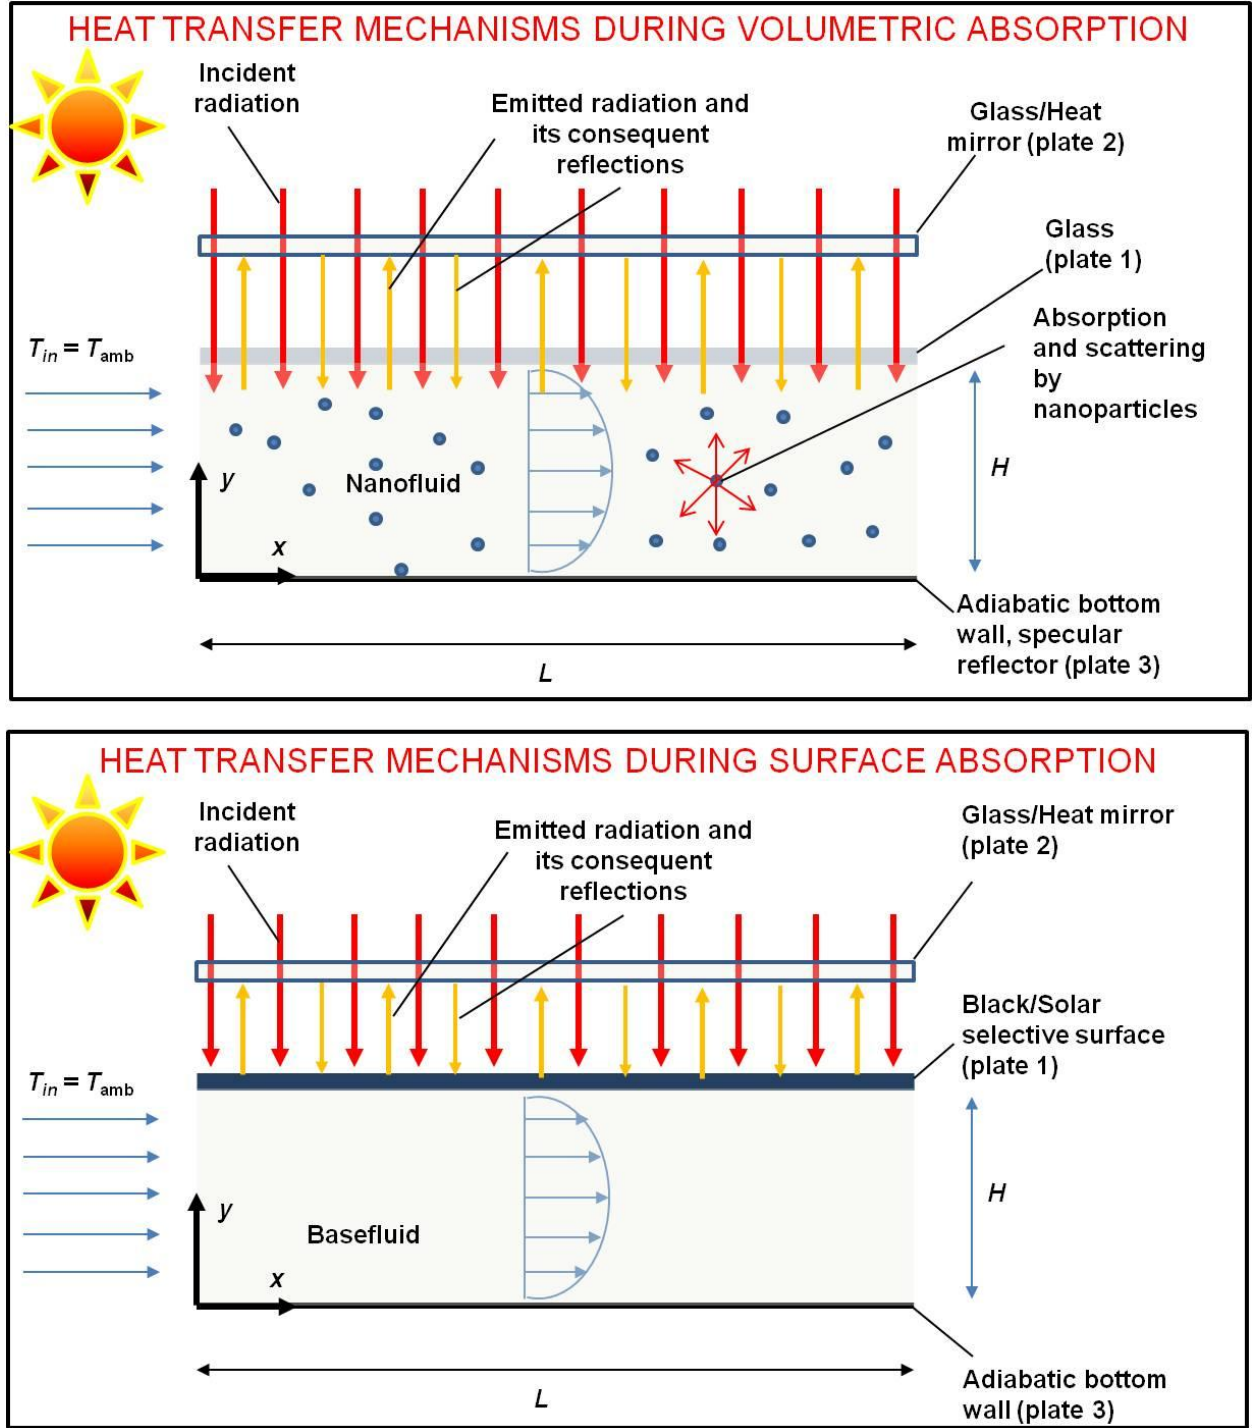 HEAT TRANSFER MECHANISMS DURING VOLUMETRIC ABSORPTION
Incident
radiation
Emitted radiation and
its consequent
reflections
Glass/Heat
mirror (plate 2)
Glass
(plate 1)
Absorption
and scattering
by
nanoparticles
T_in = T_amb
Nanofluid
y
x
H
L
Adiabatic bottom
wall, specular
reflector (plate 3)
HEAT TRANSFER MECHANISMS DURING SURFACE ABSORPTION
Incident
radiation
Emitted radiation and
its consequent
reflections
Glass/Heat mirror
(plate 2)
Black/Solar
selective surface
(plate 1)
T_in = T_amb
Basefluid
y
x
H
L
Adiabatic bottom
wall (plate 3)